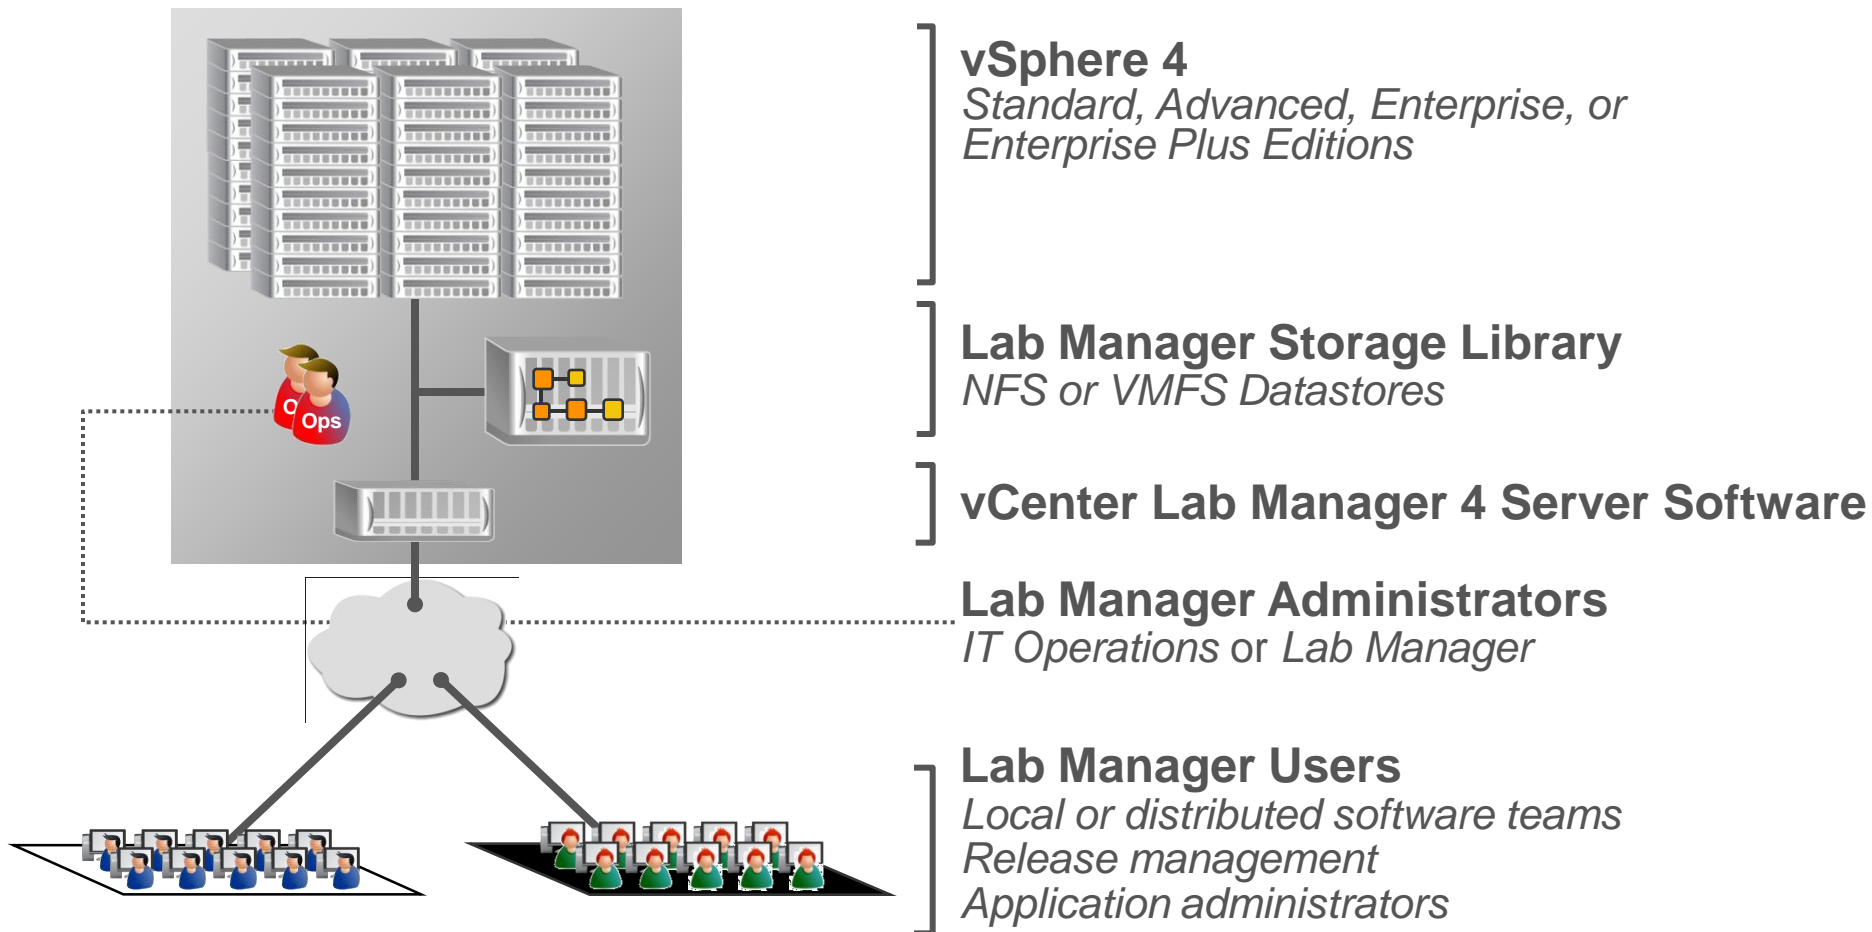 vSphere 4
Standard, Advanced, Enterprise, or
Enterprise Plus Editions
Lab Manager Storage Library
NFS or VMFS Datastores
Ops
vCenter Lab Manager 4 Server Software
Lab Manager Administrators
IT Operations or Lab Manager
Lab Manager Users
Local or distributed software teams
Release management
Application administrators